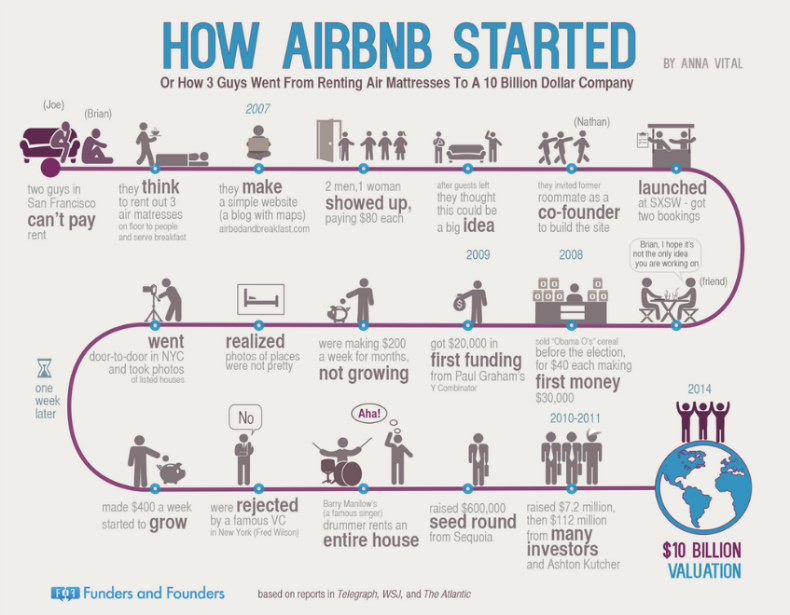 HOW AIRBNB STARTED
BY ANNA VITAL
Or How 3 Guys Went From Renting Air Mattresses To A 10 Billion Dollar Company
(Joe)
(Brian)
two guys in
San Francisco
can't pay
rent
they think
to rent out 3
air matresses
on floor to people
and serve breakfast
2007
they make
a simple website
(a blog with maps)
airbedandbreakfast.com
2 men,1 woman
showed up,
paying $80 each
after guests left
they thought
this could be
a big idea
(Nathan)
they invited former
roommate as a
co-founder
to build the site
launched
at SXSW - got
two bookings
Brian, I hope it's
not the only idea
you are working on
(friend)
2008
sold "Obama O's" cereal
before the election,
for $40 each making
first money
$30,000
2009
got $20,000 in
first funding
from Paul Graham's
Y Combinator
were making $200
a week for months,
not growing
realized
photos of places
were not pretty
went
door-to-door in NYC
and took photos
of listed houses
one
week
later
made $400 a week
started to grow
No
were rejected
by a famous VC
in New York (Fred Wilson)
Aha!
Barry Manilow's
(a famous singer)
drummer rents an
entire house
raised $600,000
seed round
from Sequoia
2010-2011
raised $7.2 million,
then $112 million
from many
investors
and Ashton Kutcher
2014
$10 BILLION
VALUATION
Funders and Founders
based on reports in Telegraph, WSJ, and The Atlantic